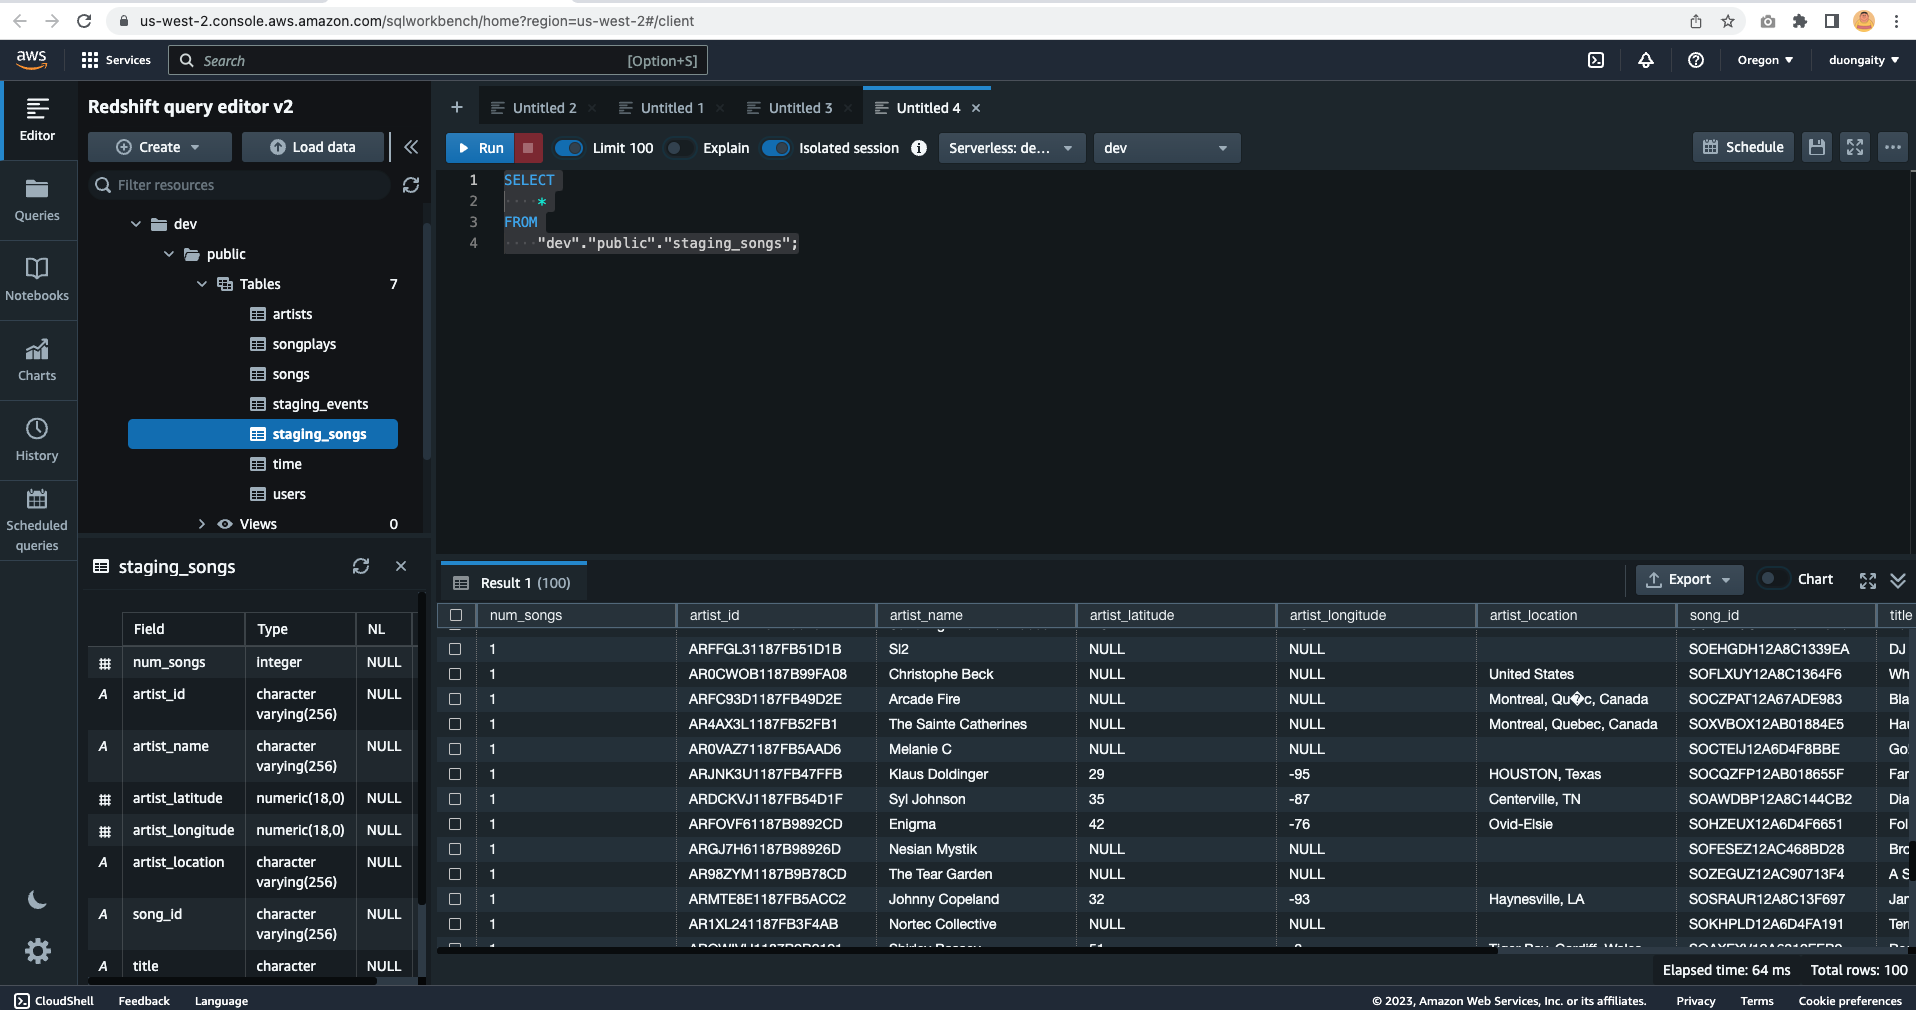 us-west-2.console.aws.amazon.com/sqlworkbench/home?region=us-west-2#/client
aws Services Search [Option+S] Oregon duongaity
Editor
Queries
Notebooks
Charts
History
Scheduled
queries
Redshift query editor v2
Create Load data
Filter resources
dev
public
Tables 7
artists
songplays
songs
staging_events
staging_songs
time
users
Views 0
staging_songs
Field Type NL
num_songs integer NULL
artist_id character varying(256) NULL
artist_name character varying(256) NULL
artist_latitude numeric(18,0) NULL
artist_longitude numeric(18,0) NULL
artist_location character varying(256) NULL
song_id character varying(256) NULL
title character NULL
Untitled 2 Untitled 1 Untitled 3 Untitled 4
Run Limit 100 Explain Isolated session Serverless: de... dev Schedule
1 SELECT
2 *
3 FROM
4 "dev"."public"."staging_songs";
Result 1 (100) Export Chart
num_songs artist_id artist_name artist_latitude artist_longitude artist_location song_id title
1 ARFFGL31187FB51D1B Sl2 NULL NULL SOEHGDH12A8C1339EA DJ
1 AR0CWOB1187B99FA08 Christophe Beck NULL NULL United States SOFLXUY12A8C1364F6 Wh
1 ARFC93D1187FB49D2E Arcade Fire NULL NULL Montreal, Qu�c, Canada SOCZPAT12A67ADE983 Bla
1 AR4AX3L1187FB52FB1 The Sainte Catherines NULL NULL Montreal, Quebec, Canada SOXVBOX12AB01884E5 Hau
1 AR0VAZ71187FB5AAD6 Melanie C NULL NULL SOCTEIJ12A6D4F8BBE Go
1 ARJNK3U1187FB47FFB Klaus Doldinger 29 -95 HOUSTON, Texas SOCQZFP12AB018655F Far
1 ARDCKVJ1187FB54D1F Syl Johnson 35 -87 Centerville, TN SOAWDBP12A8C144CB2 Dia
1 ARFOVF61187B9892CD Enigma 42 -76 Ovid-Elsie SOHZEUX12A6D4F6651 Fol
1 ARGJ7H61187B98926D Nesian Mystik NULL NULL SOFESEZ12AC468BD28 Bro
1 AR98ZYM1187B9B78CD The Tear Garden NULL NULL SOZEGUZ12AC90713F4 A S
1 ARMTE8E1187FB5ACC2 Johnny Copeland 32 -93 Haynesville, LA SOSRAUR12A8C13F697 Jar
1 AR1XL241187FB3F4AB Nortec Collective NULL NULL SOKHPLD12A6D4FA191 Ter
Elapsed time: 64 ms Total rows: 100
CloudShell Feedback Language © 2023, Amazon Web Services, Inc. or its affiliates. Privacy Terms Cookie preferences